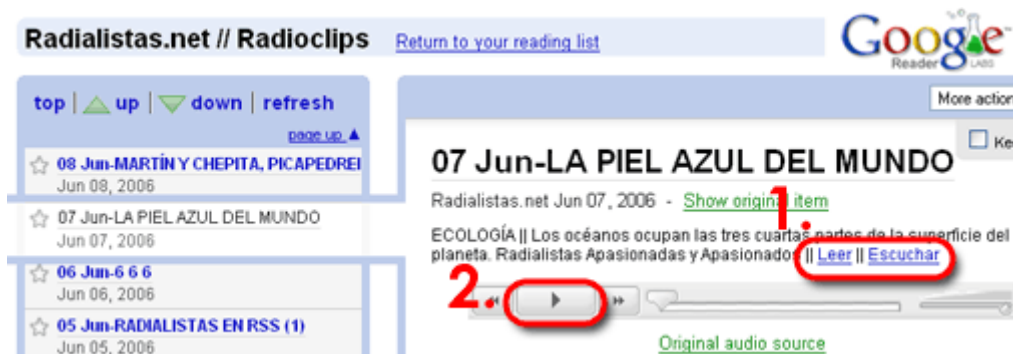 Radialistas.net // Radioclips
Return to your reading list
Google
Reader LABS
top | up | down | refresh
page up
08 Jun-MARTÍN Y CHEPITA, PICAPEDREI
Jun 08, 2006
07 Jun-LA PIEL AZUL DEL MUNDO
Jun 07, 2006
06 Jun-6 6 6
Jun 06, 2006
05 Jun-RADIALISTAS EN RSS (1)
Jun 05, 2006
More action
Ke
07 Jun-LA PIEL AZUL DEL MUNDO
Radialistas.net Jun 07, 2006 - Show original item
1.
ECOLOGÍA || Los océanos ocupan las tres cuartas partes de la superficie del
planeta. Radialistas Apasionadas y Apasionados || Leer || Escuchar
2.
Original audio source